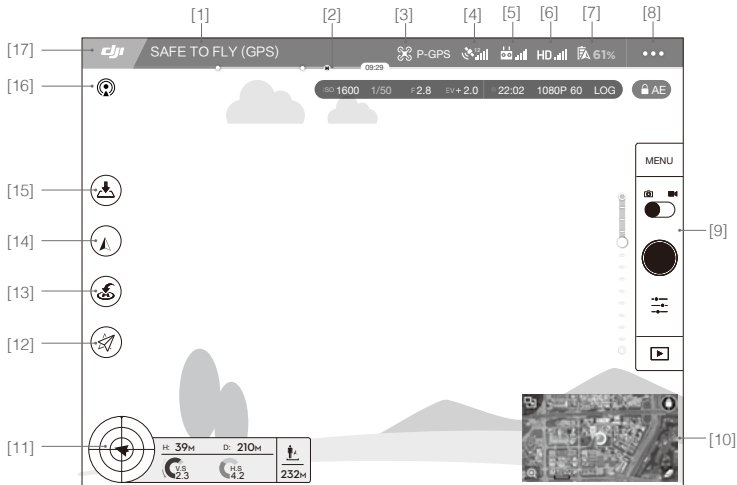 [1] [2] [3] [4] [5] [6] [7] [8]
[17] dji SAFE TO FLY (GPS) P-GPS 12 HD 61%
09:29
[16] ISO 1600 1/50 F 2.8 EV + 2.0 22:02 1080P 60 LOG AE
MENU
[15]
[14] [9]
[13]
[12]
[11] H: 39M D: 210M [10]
V.S 2.3 H.S 4.2 232M